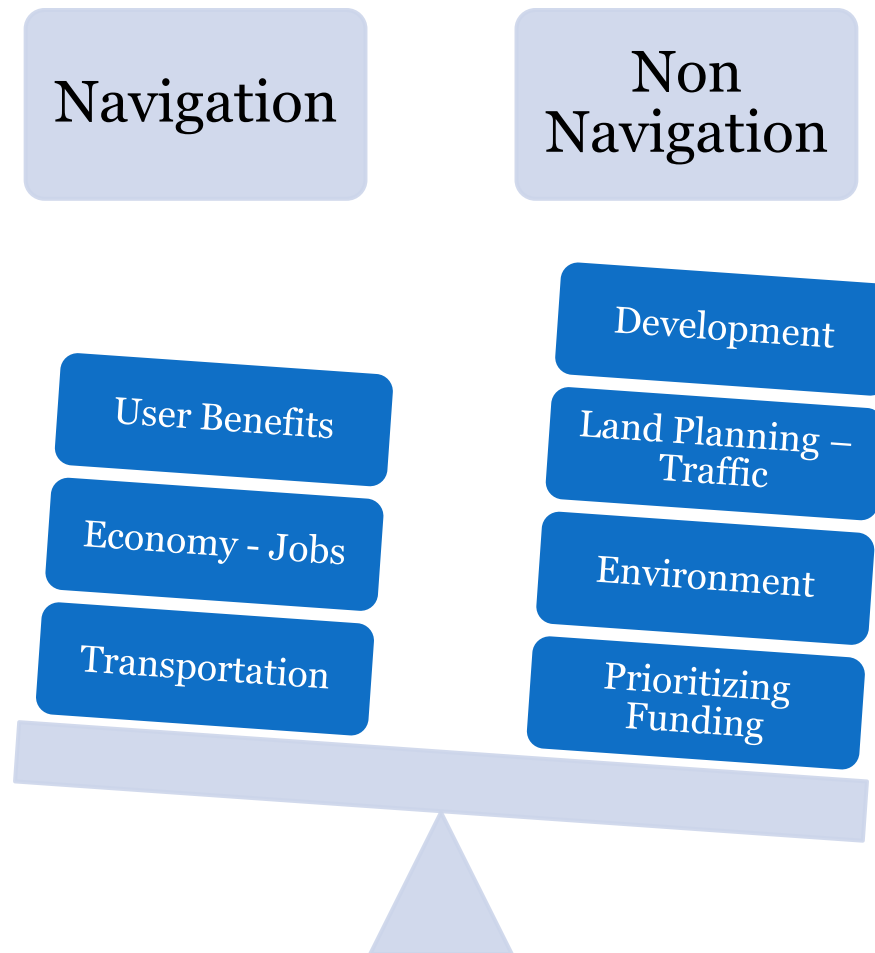 Navigation
Non
Navigation
User Benefits
Economy - Jobs
Transportation
Development
Land Planning –
Traffic
Environment
Prioritizing
Funding